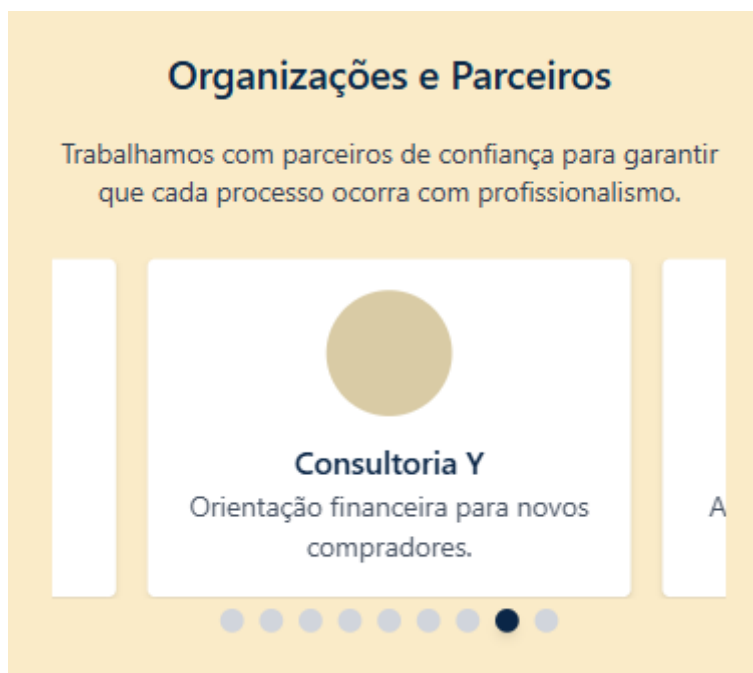 Organizações e Parceiros
Trabalhamos com parceiros de confiança para garantir
que cada processo ocorra com profissionalismo.
Consultoria Y
Orientação financeira para novos
compradores.
A